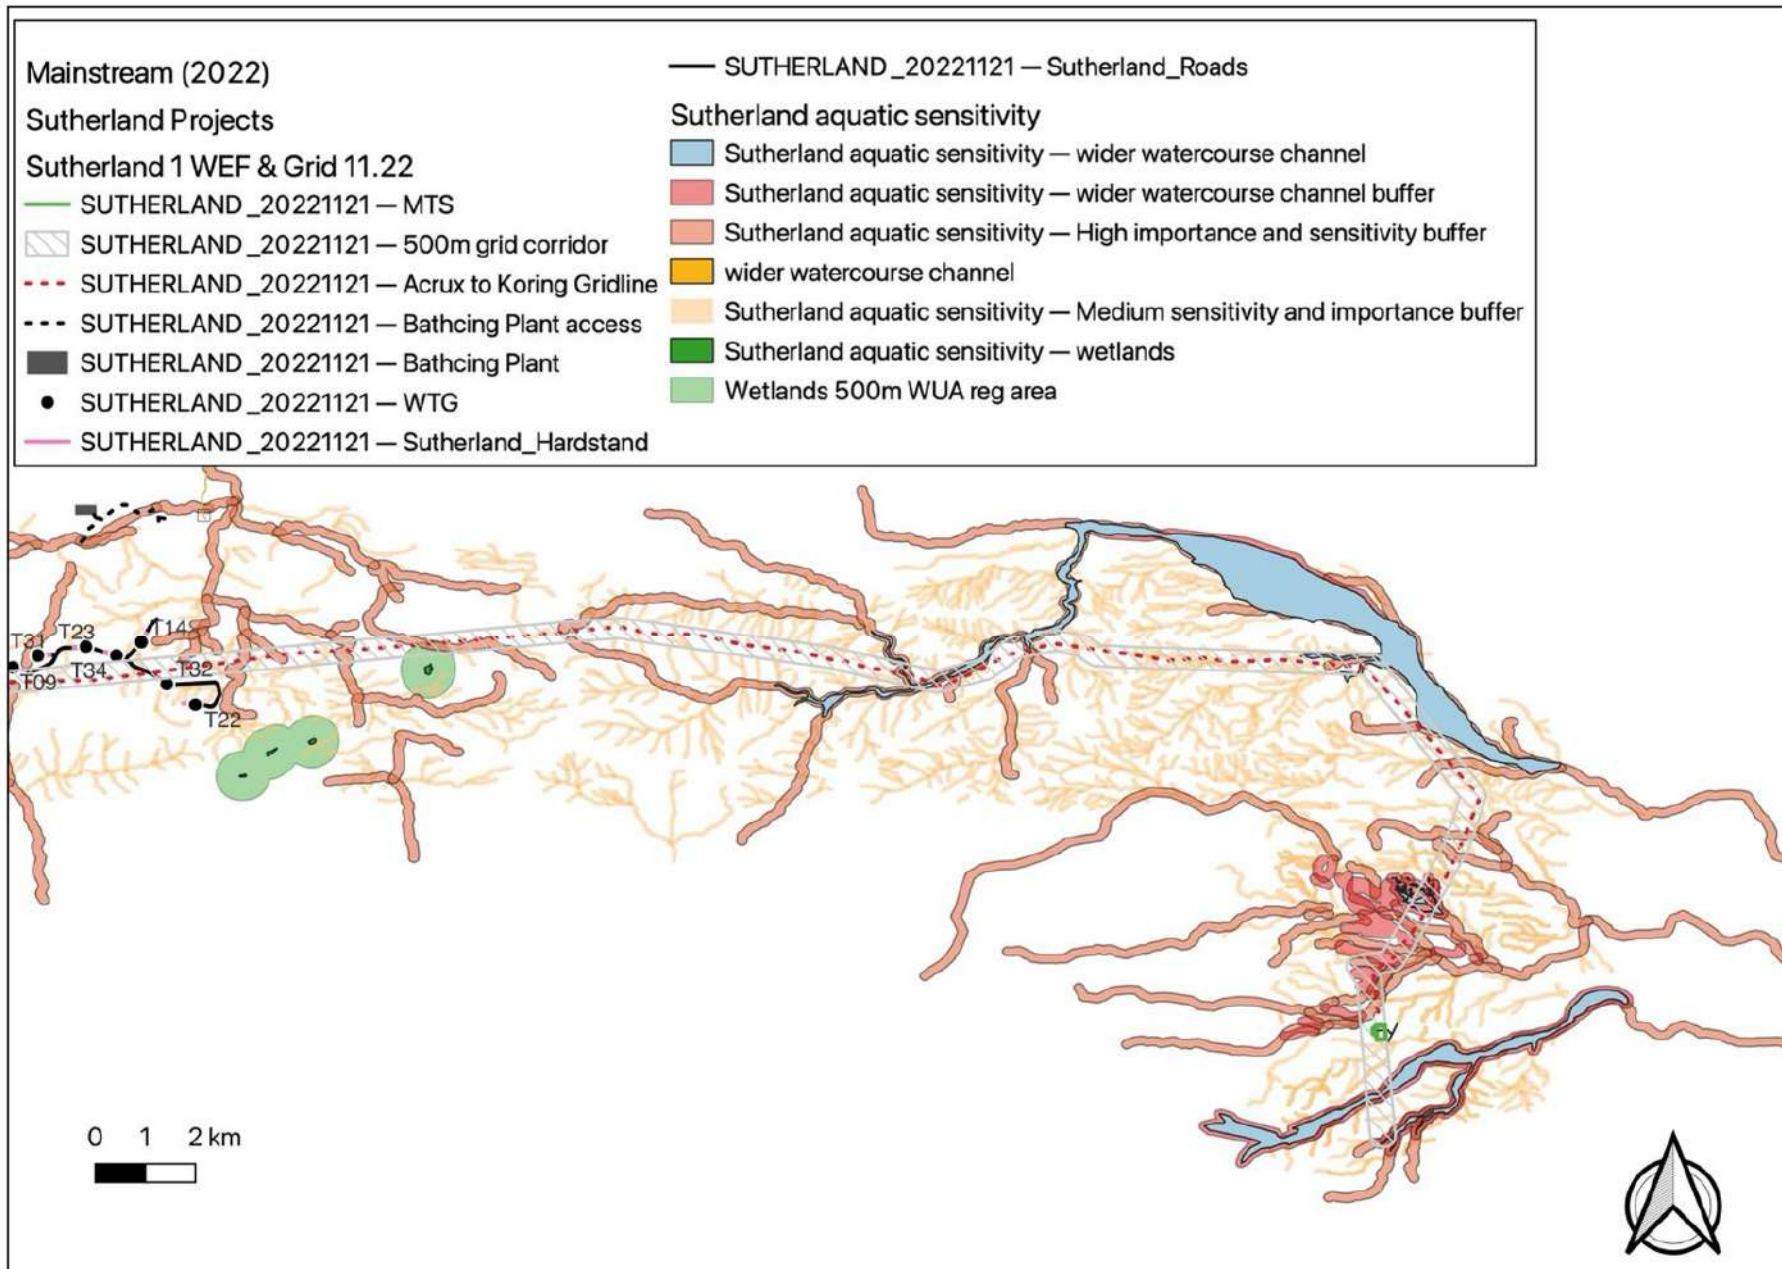 Mainstream (2022)
Sutherland Projects
Sutherland 1 WEF & Grid 11.22
SUTHERLAND_20221121 — MTS
SUTHERLAND_20221121 — 500m grid corridor
SUTHERLAND_20221121 — Acrux to Koring Gridline
SUTHERLAND_20221121 — Bathcing Plant access
SUTHERLAND_20221121 — Bathcing Plant
SUTHERLAND_20221121 — WTG
SUTHERLAND_20221121 — Sutherland_Hardstand
SUTHERLAND_20221121 — Sutherland_Roads
Sutherland aquatic sensitivity
Sutherland aquatic sensitivity — wider watercourse channel
Sutherland aquatic sensitivity — wider watercourse channel buffer
Sutherland aquatic sensitivity — High importance and sensitivity buffer
wider watercourse channel
Sutherland aquatic sensitivity — Medium sensitivity and importance buffer
Sutherland aquatic sensitivity — wetlands
Wetlands 500m WUA reg area
T31
T23
T14
T09
T34
T32
T22
0 1 2 km